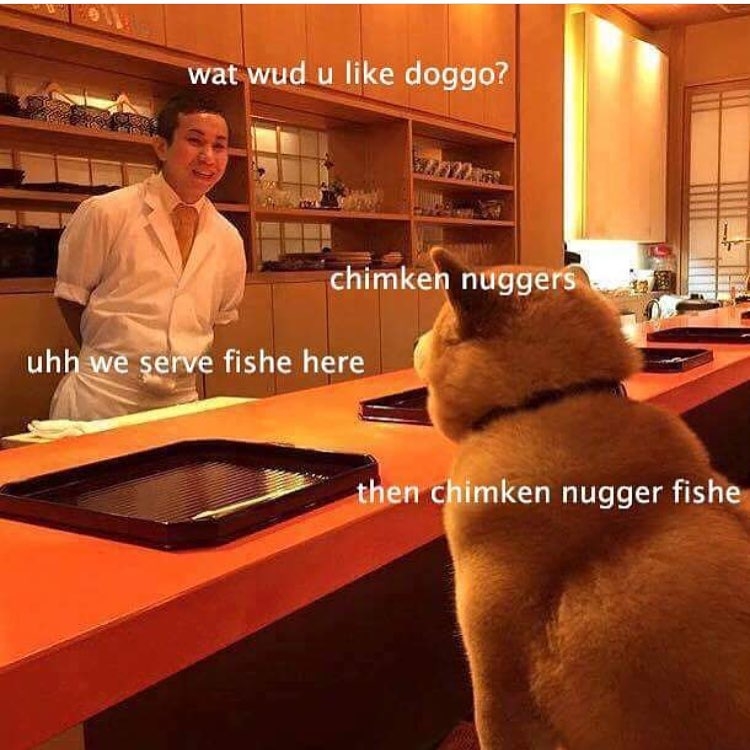 wat wud u like doggo?
chimken nuggers
uhh we serve fishe here
then chimken nugger fishe